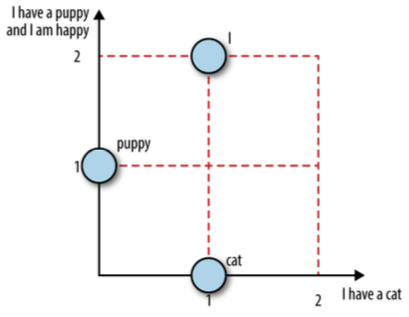 I have a puppy
and I am happy
2
I
puppy
1
cat
1
2
I have a cat